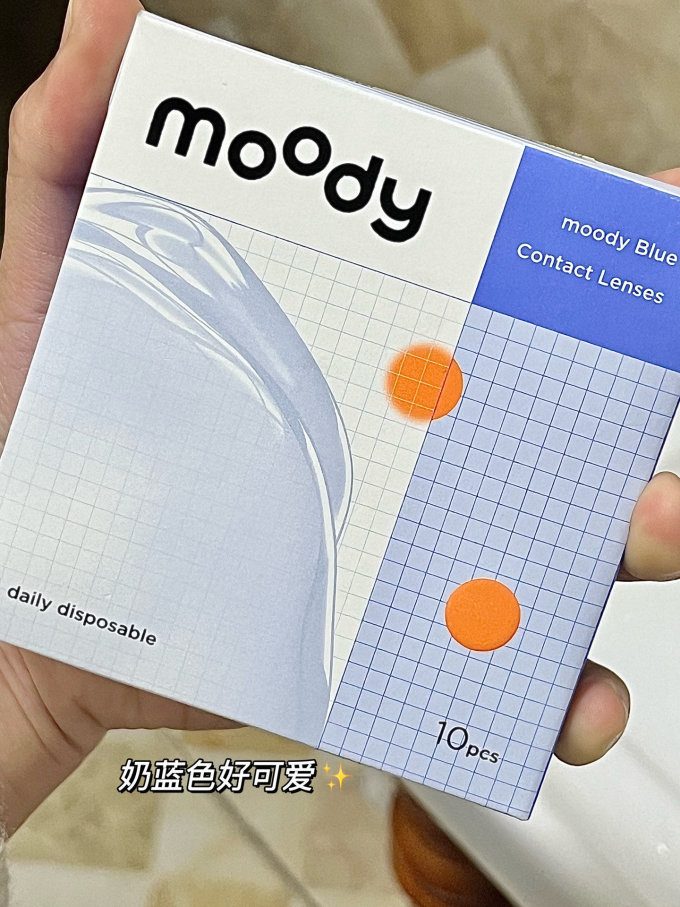 moody
moody Blue
Contact Lenses
daily disposable
10pcs
奶蓝色好可爱✨